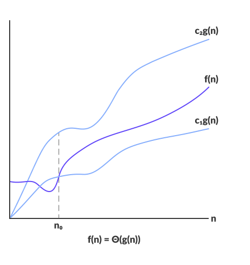 c₂g(n)
f(n)
c₁g(n)
n
n₀
f(n) = Θ(g(n))